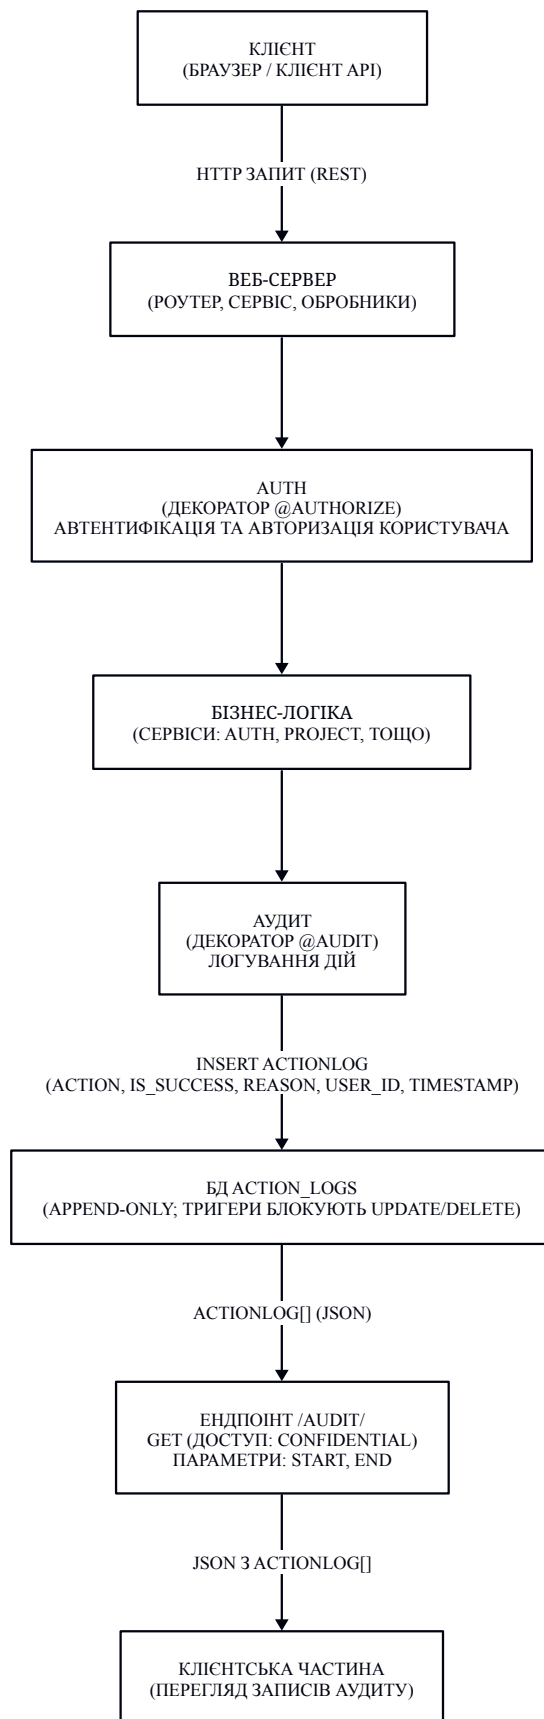 КЛІЄНТ
(БРАУЗЕР / КЛІЄНТ API)
HTTP ЗАПИТ (REST)
ВЕБ-СЕРВЕР
(РОУТЕР, СЕРВІС, ОБРОБНИКИ)
AUTH
(ДЕКОРАТОР @AUTHORIZE)
АВТЕНТИФІКАЦІЯ ТА АВТОРИЗАЦІЯ КОРИСТУВАЧА
БІЗНЕС-ЛОГІКА
(СЕРВІСИ: AUTH, PROJECT, ТОЩО)
АУДИТ
(ДЕКОРАТОР @AUDIT)
ЛОГУВАННЯ ДІЙ
INSERT ACTIONLOG
(ACTION, IS_SUCCESS, REASON, USER_ID, TIMESTAMP)
БД ACTION_LOGS
(APPEND-ONLY; ТРИГЕРИ БЛОКУЮТЬ UPDATE/DELETE)
ACTIONLOG[] (JSON)
ЕНДПОІНТ /AUDIT/
GET (ДОСТУП: CONFIDENTIAL)
ПАРАМЕТРИ: START, END
JSON З ACTIONLOG[]
КЛІЄНТСЬКА ЧАСТИНА
(ПЕРЕГЛЯД ЗАПИСІВ АУДИТУ)